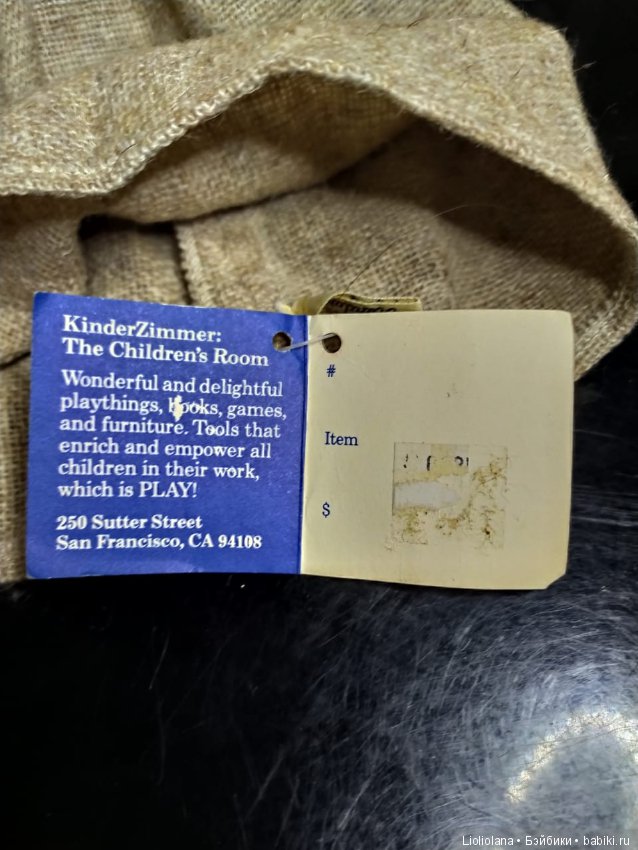 KinderZimmer:
The Children's Room
Wonderful and delightful
playthings, books, games,
and furniture. Tools that
enrich and empower all
children in their work,
which is PLAY!
250 Sutter Street
San Francisco, CA 94108
#
Item
$
Lioliolana • Бэйбики • babiki.ru